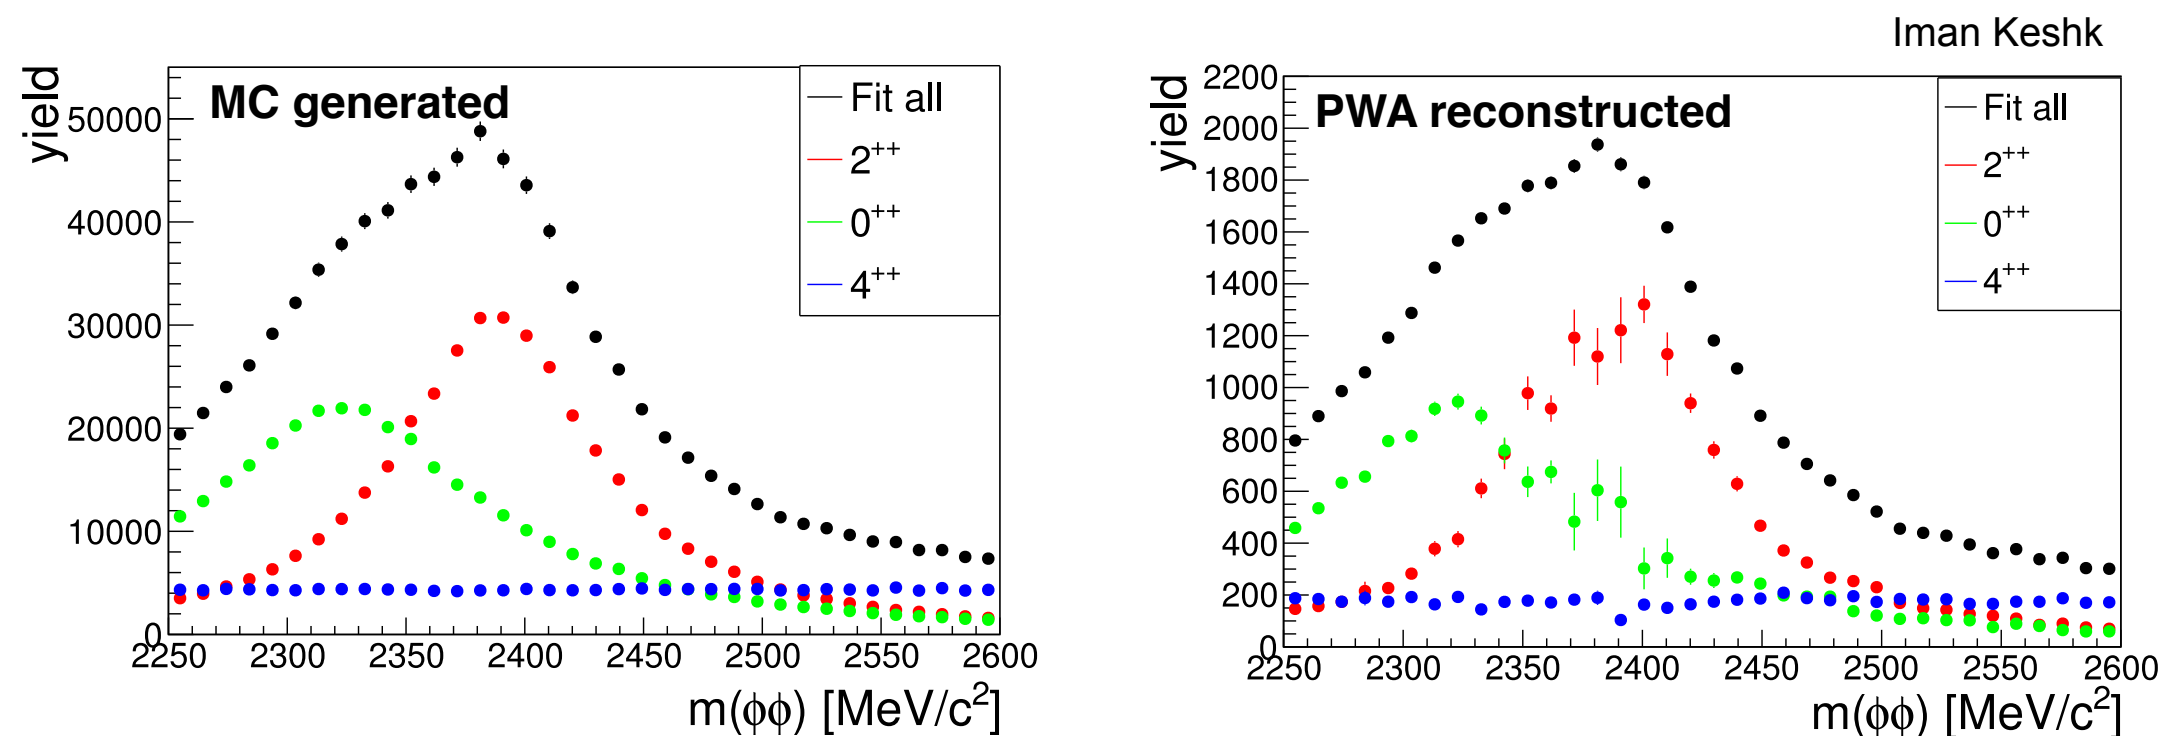 Iman Keshk
yield
MC generated
50000
40000
30000
20000
10000
0
2250 2300 2350 2400 2450 2500 2550 2600
m(ϕϕ) [MeV/c²]
Fit all
2⁺⁺
0⁺⁺
4⁺⁺
yield
PWA reconstructed
2200
2000
1800
1600
1400
1200
1000
800
600
400
200
0
2250 2300 2350 2400 2450 2500 2550 2600
m(ϕϕ) [MeV/c²]
Fit all
2⁺⁺
0⁺⁺
4⁺⁺